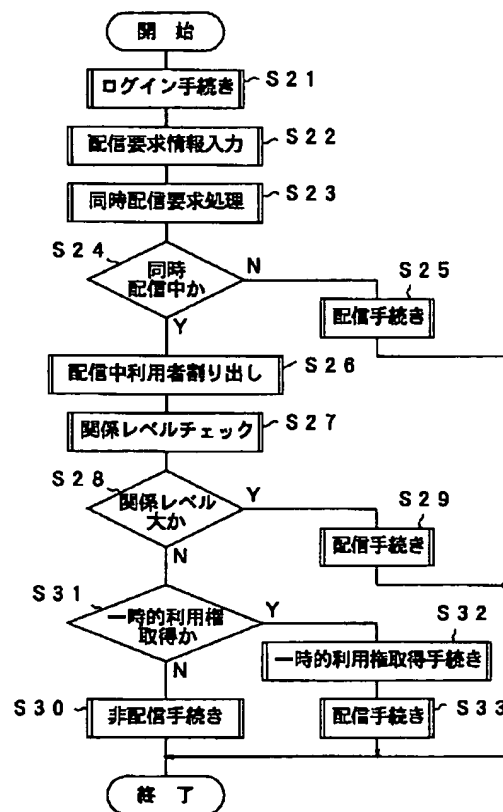 開 始
ログイン手続き S21
配信要求情報入力 S22
同時配信要求処理 S23
S24
同時
配信中か
N
Y
S25
配信手続き
配信中利用者割り出し S26
関係レベルチェック S27
S28
関係レベル
大か
Y
N
S29
配信手続き
S31
一時的利用権
取得か
Y
N
S32
一時的利用権取得手続き
S30 非配信手続き
配信手続き S33
終 了